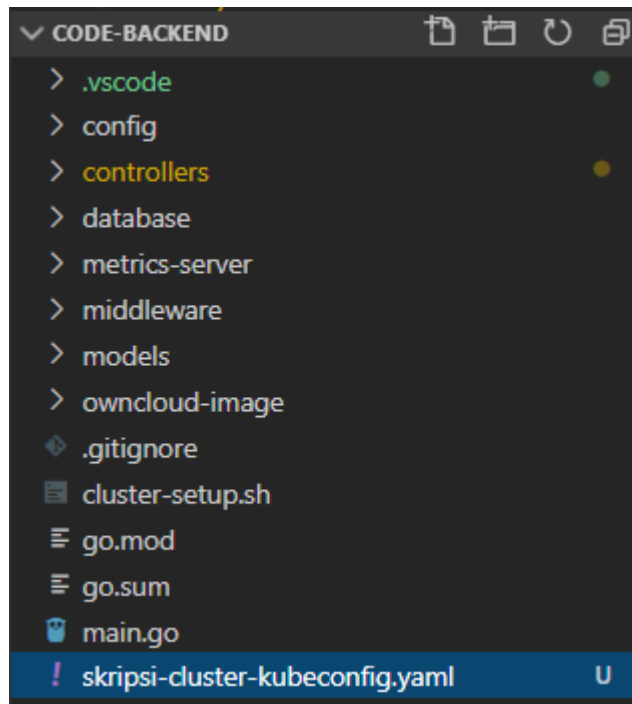 CODE-BACKEND
.vscode
config
controllers
database
metrics-server
middleware
models
owncloud-image
.gitignore
cluster-setup.sh
go.mod
go.sum
main.go
skripsi-cluster-kubeconfig.yaml U